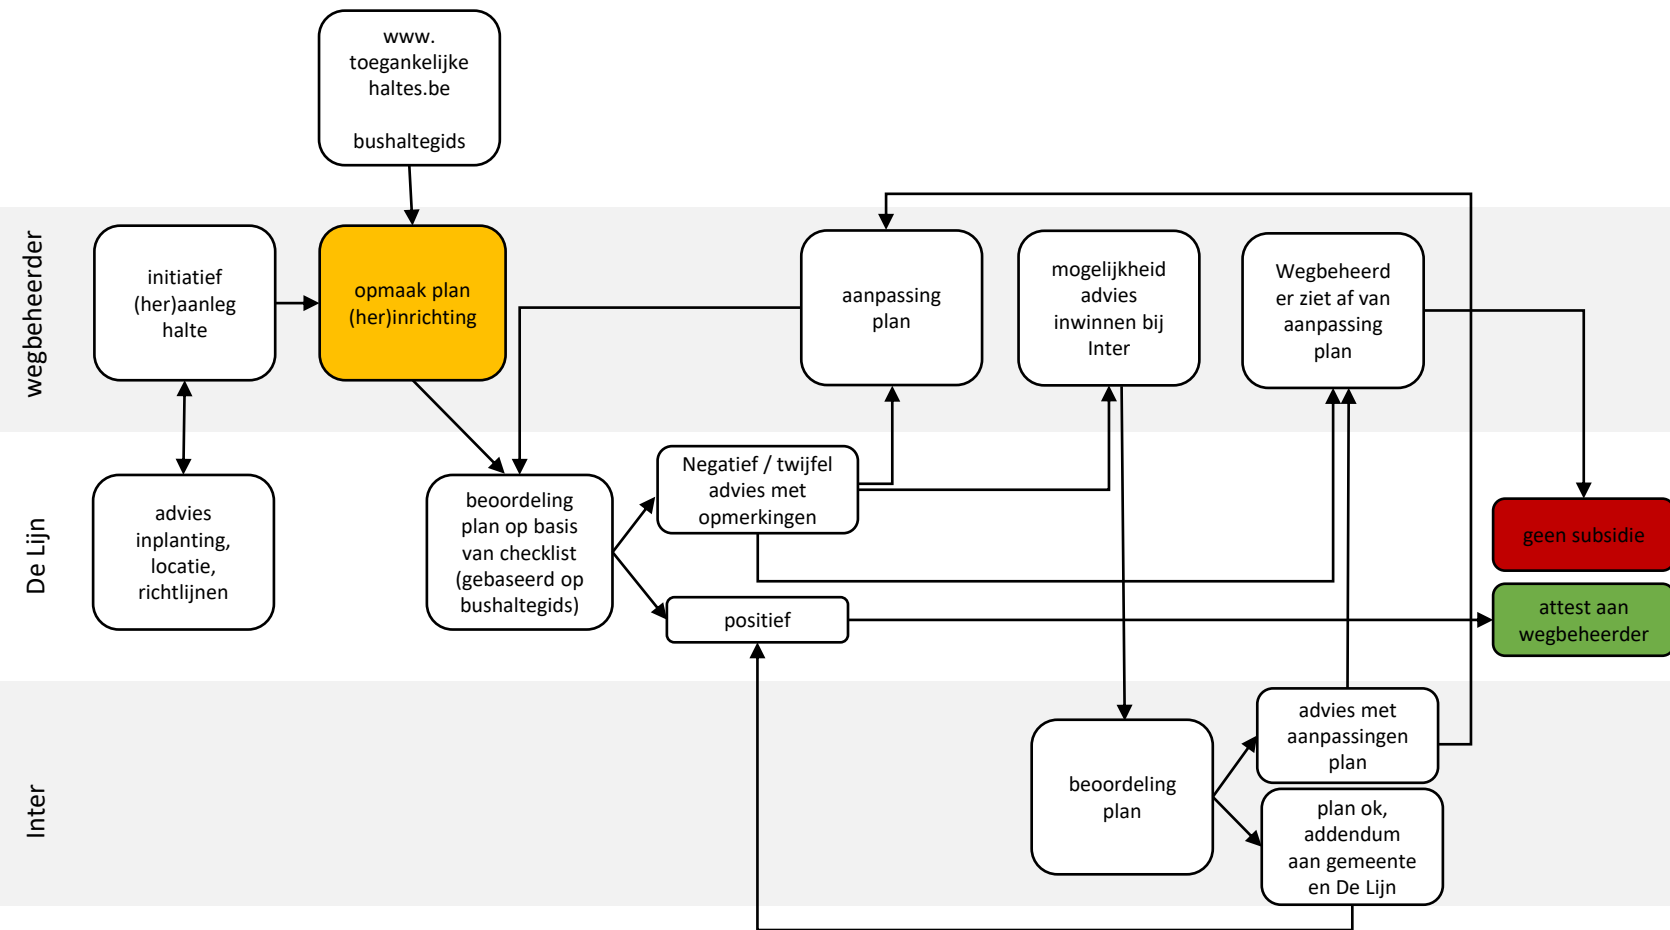 www.
toegankelijke
haltes.be
bushaltegids
wegbeheerder
initiatief
(her)aanleg
halte
opmaak plan
(her)inrichting
aanpassing
plan
mogelijkheid
advies
inwinnen bij
Inter
Wegbeheerd
er ziet af van
aanpassing
plan
De Lijn
advies
inplanting,
locatie,
richtlijnen
beoordeling
plan op basis
van checklist
(gebaseerd op
bushaltegids)
Negatief / twijfel
advies met
opmerkingen
positief
geen subsidie
attest aan
wegbeheerder
Inter
beoordeling
plan
advies met
aanpassingen
plan
plan ok,
addendum
aan gemeente
en De Lijn